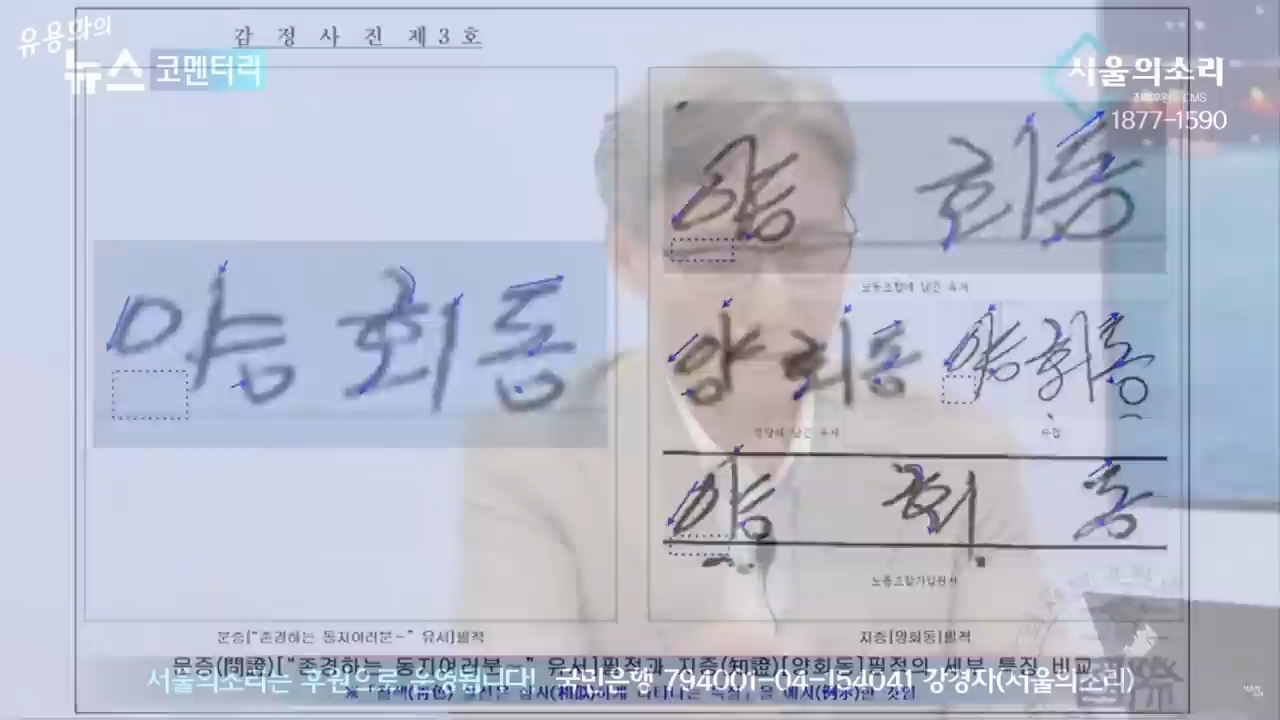 유용화의
뉴스 코멘터리
서울의소리
1877-1590
감 정 사 진 제 3 호
양 회 동
양 회 동
노동조합에 남긴 유서
양 회 동
양회동
정당에 남긴 유서
수첩
양 회 동
노동조합가입원서
문증["존경하는 동지여러분~" 유서]필적
지증[양회동]필적
문증(問證)["존경하는 동지여러분~" 유서]필적과 지증(知證)[양회동]필적의 세부 특징 비교
서울의소리는 후원으로 운영됩니다! 국민은행 794001-04-154041 강경자(서울의소리)